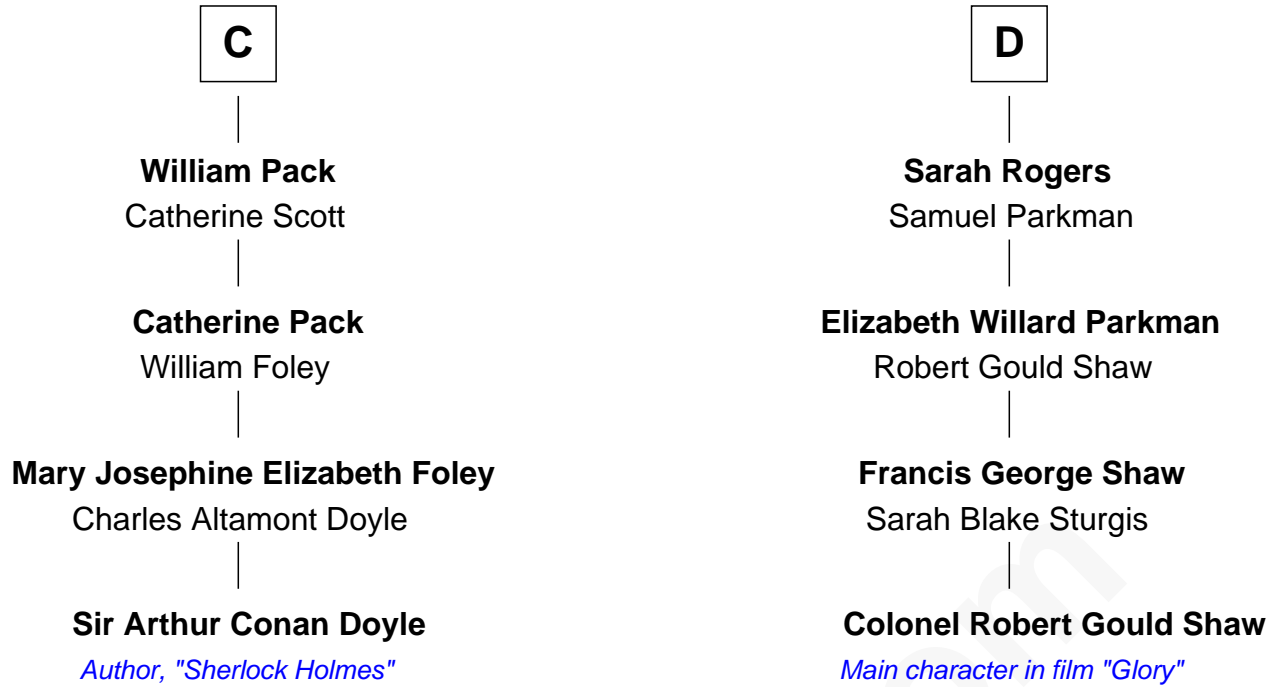 C
William Pack
Catherine Scott
Catherine Pack
William Foley
Mary Josephine Elizabeth Foley
Charles Altamont Doyle
Sir Arthur Conan Doyle
Author, "Sherlock Holmes"
D
Sarah Rogers
Samuel Parkman
Elizabeth Willard Parkman
Robert Gould Shaw
Francis George Shaw
Sarah Blake Sturgis
Colonel Robert Gould Shaw
Main character in film "Glory"
om